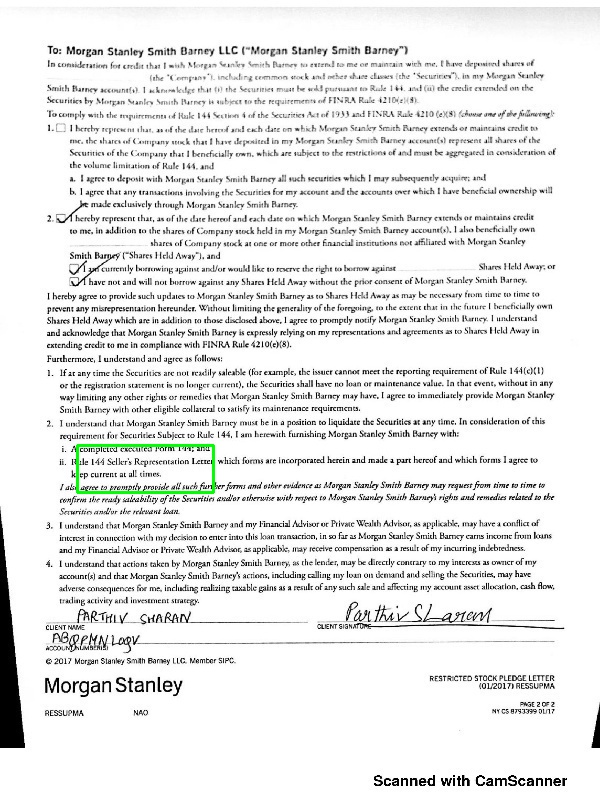 To: Morgan Stanley Smith Barney LLC ("Morgan Stanley Smith Barney")
In consideration for credit that I wish Morgan Stanley Smith Barney to extend to me or maintain with me, I have deposited shares of
(the "Company"), including common stock and other share classes (the "Securities"), in my Morgan Stanley
Smith Barney account(s). I acknowledge that (i) the Securities must be sold pursuant to Rule 144, and (ii) the credit extended on the
Securities by Morgan Stanley Smith Barney is subject to the requirements of FINRA Rule 4210(e)(8).
To comply with the requirements of Rule 144 Section 4 of the Securities Act of 1933 and FINRA Rule 4210 (e)(8) (choose one of the following):
1. I hereby represent that, as of the date hereof and each date on which Morgan Stanley Smith Barney extends or maintains credit to
me, the shares of Company stock that I have deposited in my Morgan Stanley Smith Barney account(s) represent all shares of the
Securities of the Company that I beneficially own, which are subject to the restrictions of and must be aggregated in consideration of
the volume limitation of Rule 144, and
a. I agree to deposit with Morgan Stanley all such securities which I may subsequently acquire; and
b. I agree that any transactions involving the Securities for my account and the accounts over which I have beneficial ownership will
be made exclusively through Morgan Stanley Smith Barney.
2. I hereby represent that, as of the date hereof and each date on which Morgan Stanley Smith Barney extends or maintains credit
to me, in addition to the shares of Company stock held in my Morgan Stanley Smith Barney account(s), I also beneficially own
shares of Company stock at one or more other financial institutions not affiliated with Morgan Stanley
Smith Barney ("Shares Held Away"), and
I am currently borrowing against and/or would like to reserve the right to borrow against Shares Held Away; or
I have not and will not borrow against any Shares Held Away without the prior consent of Morgan Stanley Smith Barney.
I hereby agree to provide such updates to Morgan Stanley Smith Barney as to Shares Held Away as may be necessary from time to time to
prevent any misrepresentation hereunder. Without limiting the generality of the foregoing, to the extent that in the future I beneficially own
Shares Held Away which are in addition to those disclosed above, I agree to promptly notify Morgan Stanley Smith Barney. I understand
and acknowledge that Morgan Stanley Smith Barney is expressly relying on my representations and agreements as to Shares Held Away in
extending credit to me in compliance with FINRA Rule 4210(e)(8).
Furthermore, I understand and agree as follows:
1. If at any time the Securities are not readily saleable (for example, the issuer cannot meet the reporting requirement of Rule 144(c)(1)
or the registration statement is no longer current), the Securities shall have no loan or maintenance value. In that event, without in any
way limiting any other rights or remedies that Morgan Stanley Smith Barney may have, I agree to immediately provide Morgan Stanley
Smith Barney with other eligible collateral to satisfy its maintenance requirements.
2. I understand that Morgan Stanley Smith Barney must be in a position to liquidate the Securities at any time. In consideration of this
requirement for Securities Subject to Rule 144, I am herewith furnishing Morgan Stanley Smith Barney with:
i. A completed executed Form 144; and
ii. Rule 144 Seller's Representation Letter which forms are incorporated herein and made a part hereof and which forms I agree to
keep current at all times.
I also agree to promptly provide all such further forms and other evidence as Morgan Stanley Smith Barney may request from time to time to
confirm the ready saleability of the Securities and/or otherwise with respect to Morgan Stanley Smith Barney's rights and remedies related to the
Securities and/or the relevant loan.
3. I understand that Morgan Stanley Smith Barney and my Financial Advisor or Private Wealth Advisor, as applicable, may have a conflict of
interest in connection with my decision to enter into this loan transaction, in so far as Morgan Stanley Smith Barney earns income from loans
and my Financial Advisor or Private Wealth Advisor, as applicable, may receive compensation as a result of my incurring indebtedness.
4. I understand that actions taken by Morgan Stanley Smith Barney, as the lender, may be directly contrary to my interests as owner of my
account(s) and that Morgan Stanley Smith Barney's actions, including calling my loan on demand and selling the Securities, may have
adverse consequences for me, including realizing taxable gains as a result of any such sale and affecting my account asset allocation, cash flow,
trading activity and investment strategy.
PARTHIV SHARAN Parthiv SLaram
CLIENT NAME CLIENT SIGNATURE
ACCOUNT NUMBER(S)
© 2017 Morgan Stanley Smith Barney LLC. Member SIPC.
Morgan Stanley
RESTRICTED STOCK PLEDGE LETTER
(01/2017) RESSUPMA
RESSUPMA NAO
PAGE 2 OF 2
NY CS 8793399 01/17
Scanned with CamScanner